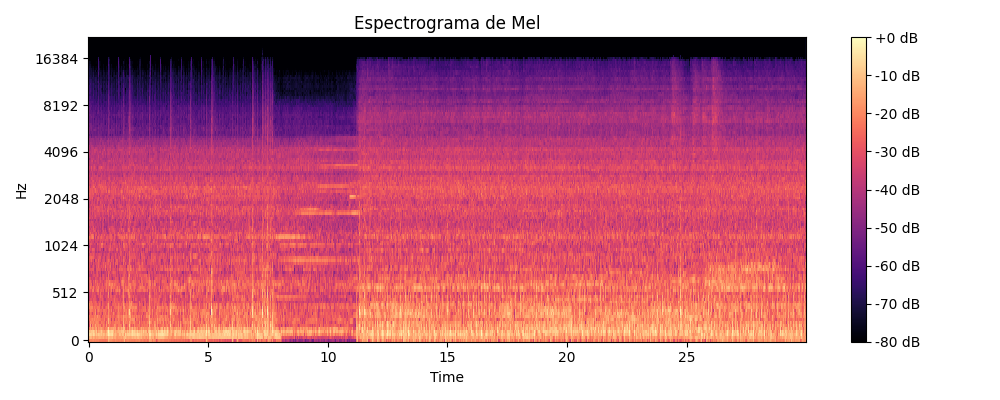 Espectrograma de Mel
16384
8192
4096
2048
1024
512
0
Hz
0 5 10 15 20 25
Time
+0 dB
-10 dB
-20 dB
-30 dB
-40 dB
-50 dB
-60 dB
-70 dB
-80 dB